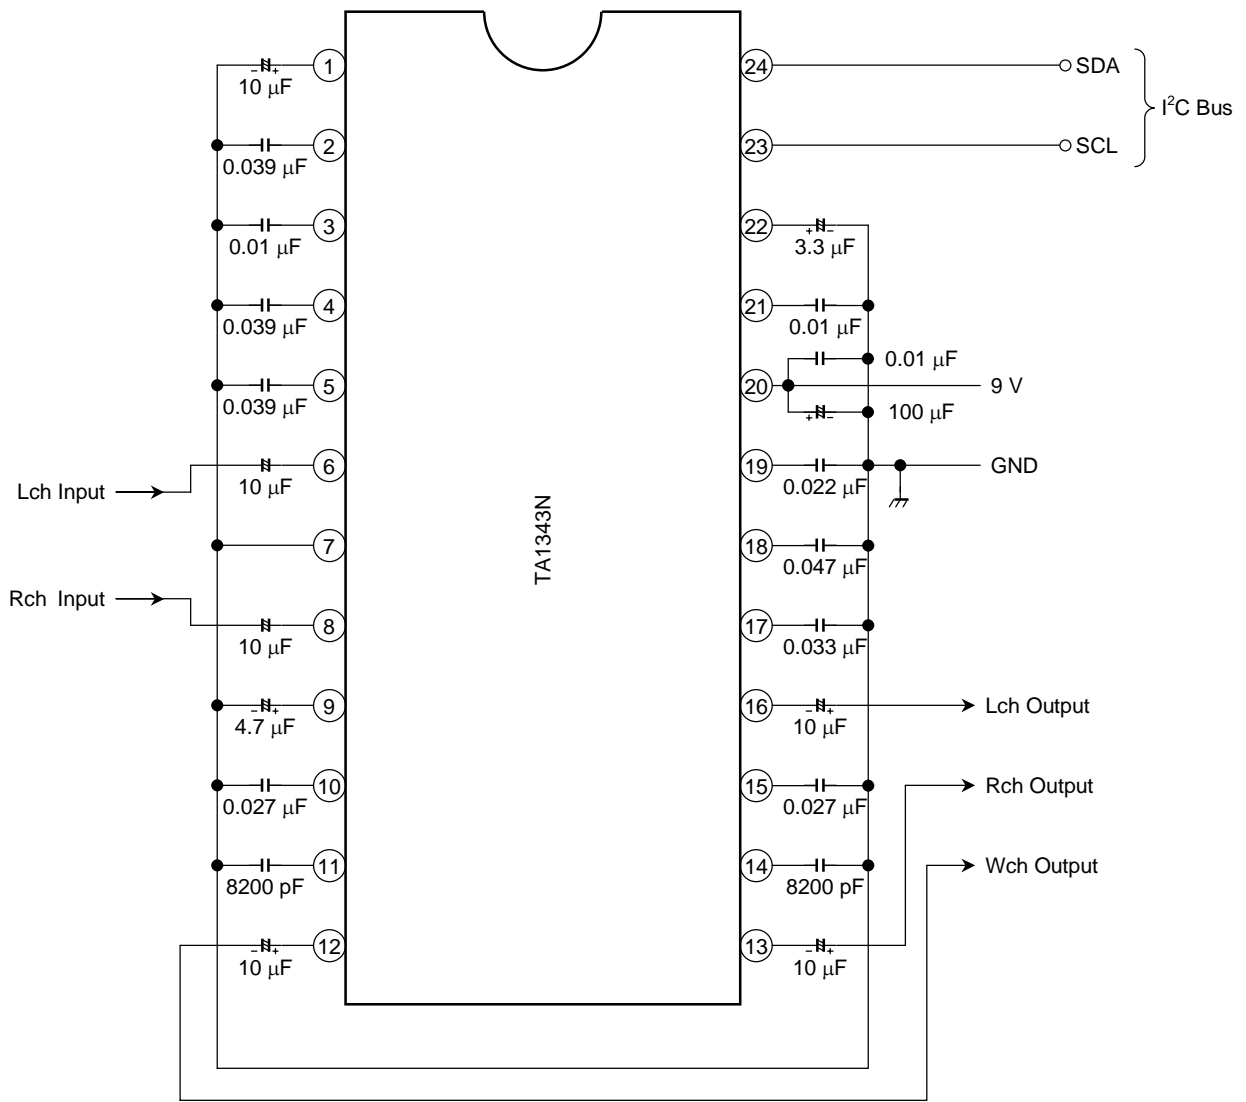 1
10 μF
2
0.039 μF
3
0.01 μF
4
0.039 μF
5
0.039 μF
Lch Input
6
10 μF
7
Rch Input
8
10 μF
9
4.7 μF
10
0.027 μF
11
8200 pF
12
10 μF
TA1343N
24
SDA
I²C Bus
23
SCL
22
3.3 μF
21
0.01 μF
0.01 μF
20
9 V
100 μF
19
GND
0.022 μF
18
0.047 μF
17
0.033 μF
16
Lch Output
10 μF
15
Rch Output
0.027 μF
14
Wch Output
8200 pF
13
10 μF